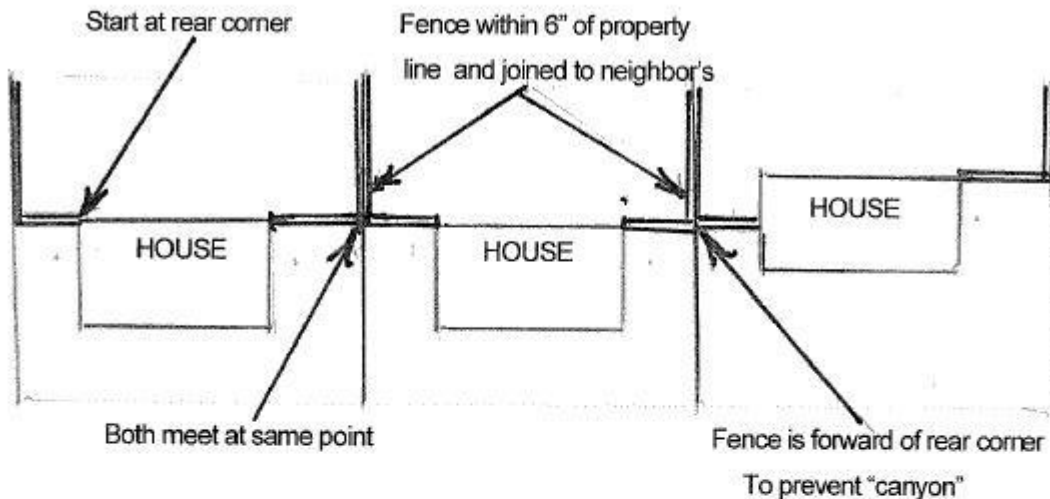 Start at rear corner
Fence within 6” of property
line and joined to neighbor's
HOUSE
HOUSE
HOUSE
Both meet at same point
Fence is forward of rear corner
To prevent “canyon”